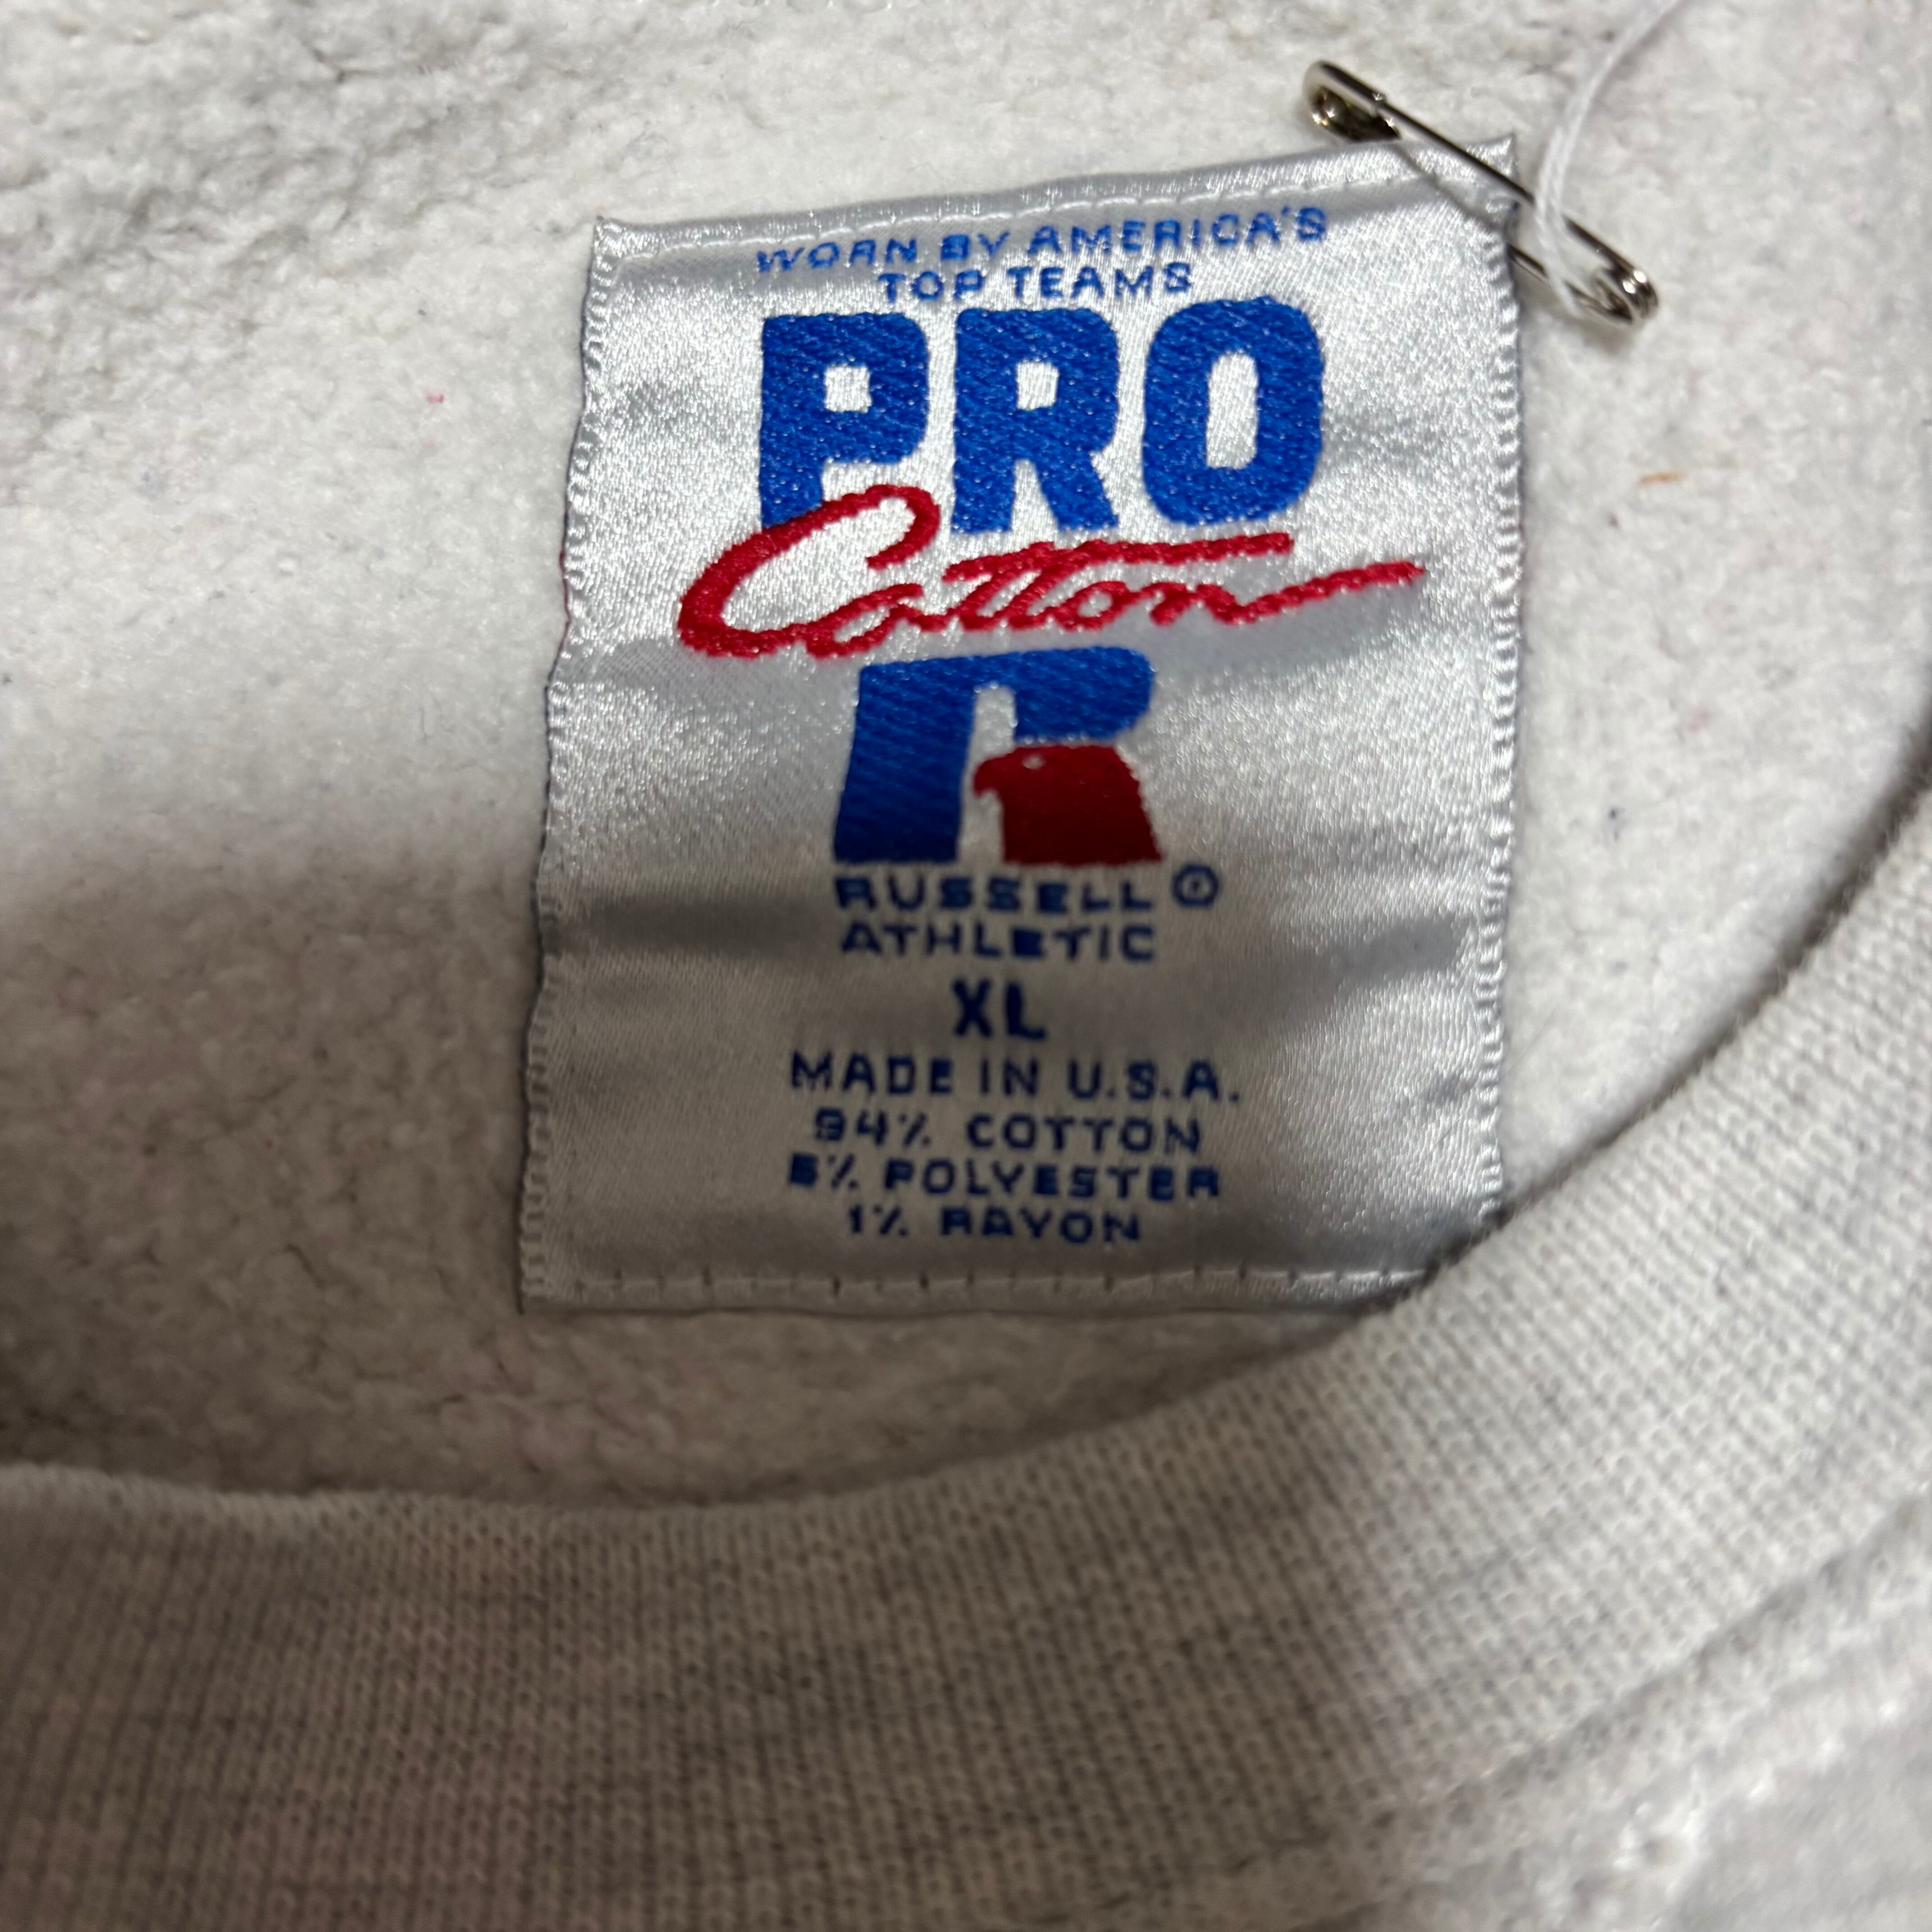 WORN BY AMERICA'S
TOP TEAMS
PRO
Cotton
R
RUSSELL ®
ATHLETIC
XL
MADE IN U.S.A.
94% COTTON
5% POLYESTER
1% RAYON